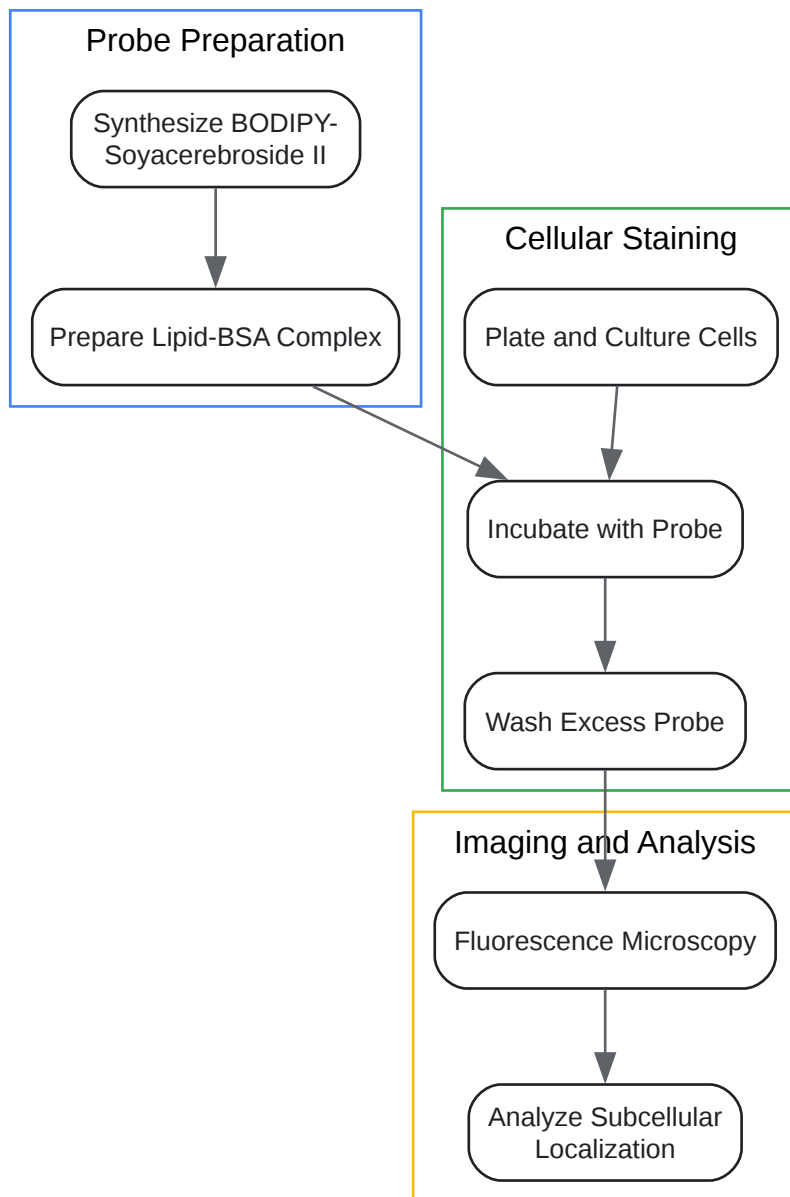 Probe Preparation
Synthesize BODIPY-
Soyacerebroside II
Prepare Lipid-BSA Complex
Cellular Staining
Plate and Culture Cells
Incubate with Probe
Wash Excess Probe
Imaging and Analysis
Fluorescence Microscopy
Analyze Subcellular
Localization